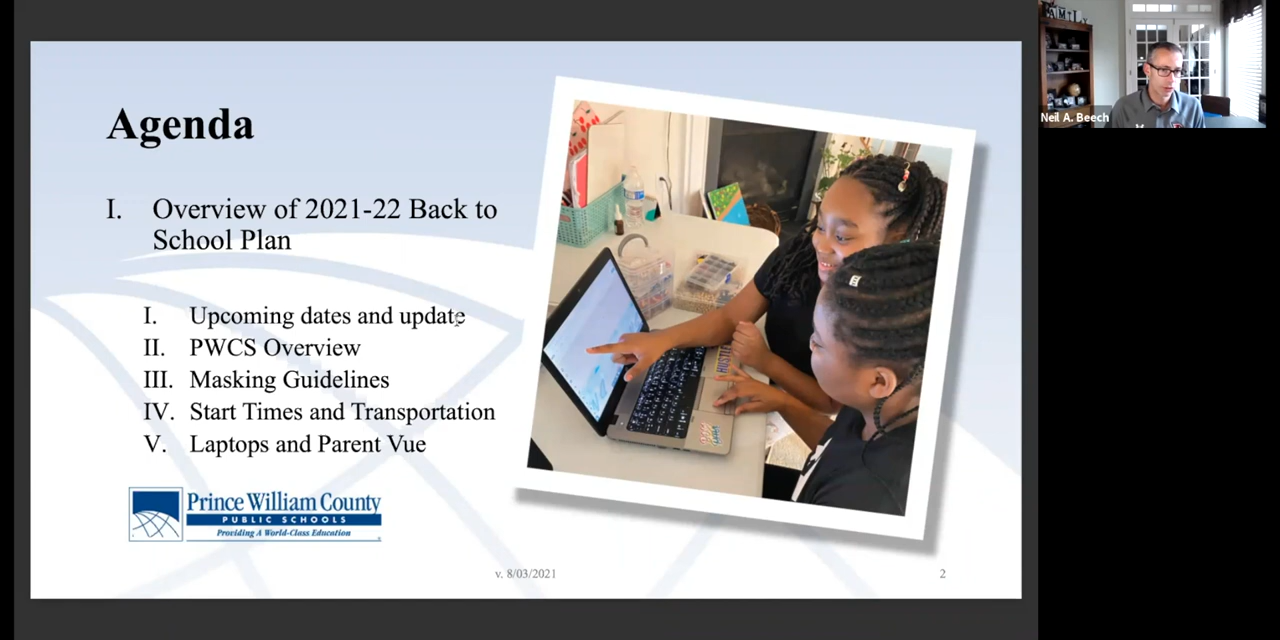 Agenda
I. Overview of 2021-22 Back to
School Plan
I. Upcoming dates and update
II. PWCS Overview
III. Masking Guidelines
IV. Start Times and Transportation
V. Laptops and Parent Vue
Prince William County
PUBLIC SCHOOLS
Providing A World-Class Education
v. 8/03/2021
2
FAMILY
Neil A. Beech